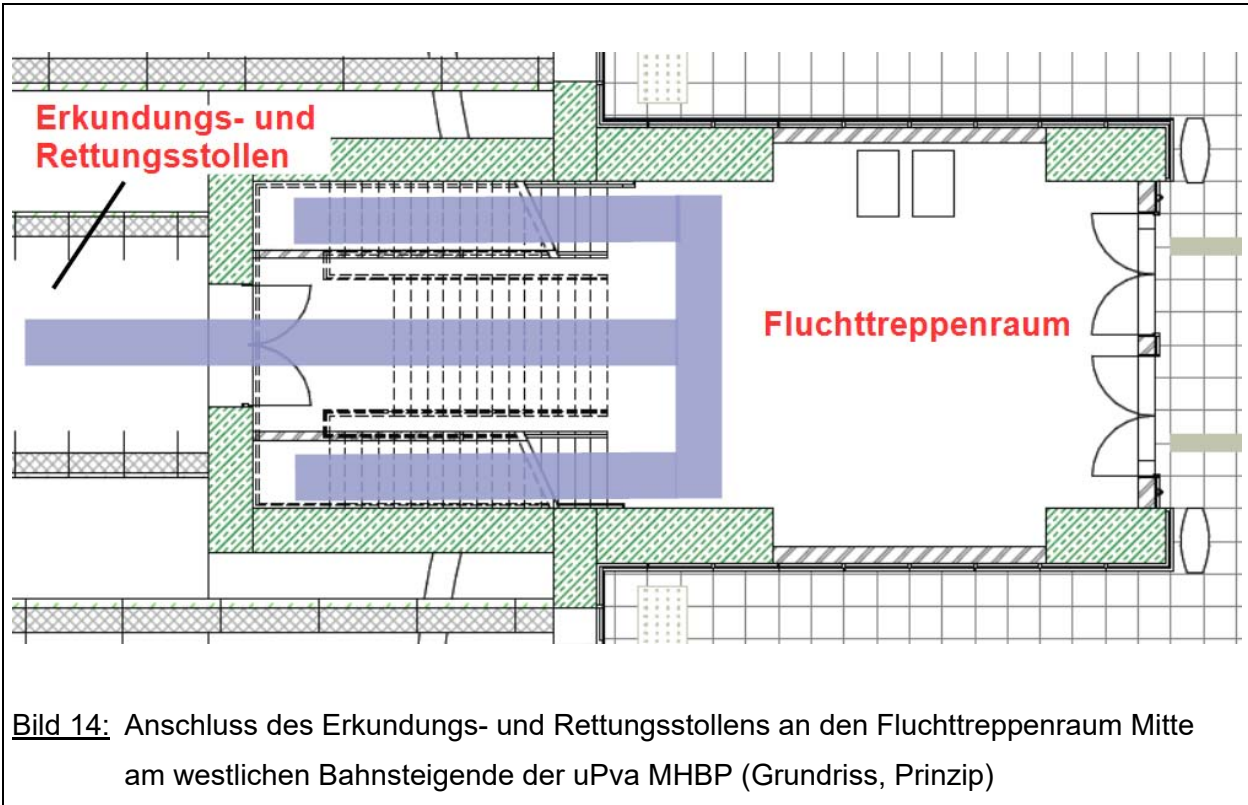 Erkundungs- und
Rettungsstollen
Fluchttreppenraum
Bild 14: Anschluss des Erkundungs- und Rettungsstollens an den Fluchttreppenraum Mitte
am westlichen Bahnsteigende der uPva MHBP (Grundriss, Prinzip)